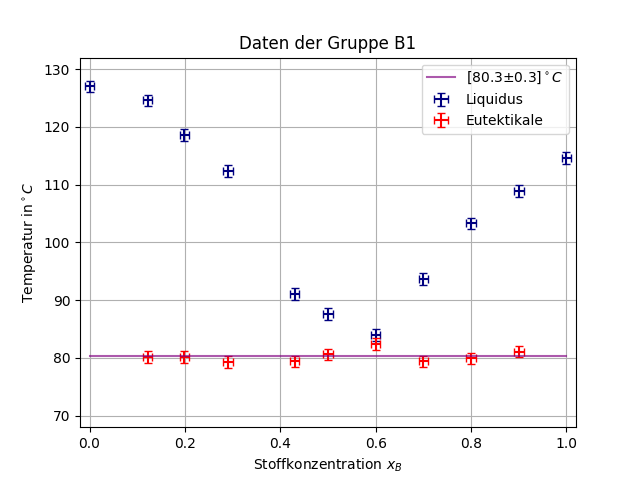 Daten der Gruppe B1
[80.3±0.3]°C
Liquidus
Eutektikale
130
120
110
100
90
80
70
Temperatur in°C
0.0 0.2 0.4 0.6 0.8 1.0
Stoffkonzentration x_B